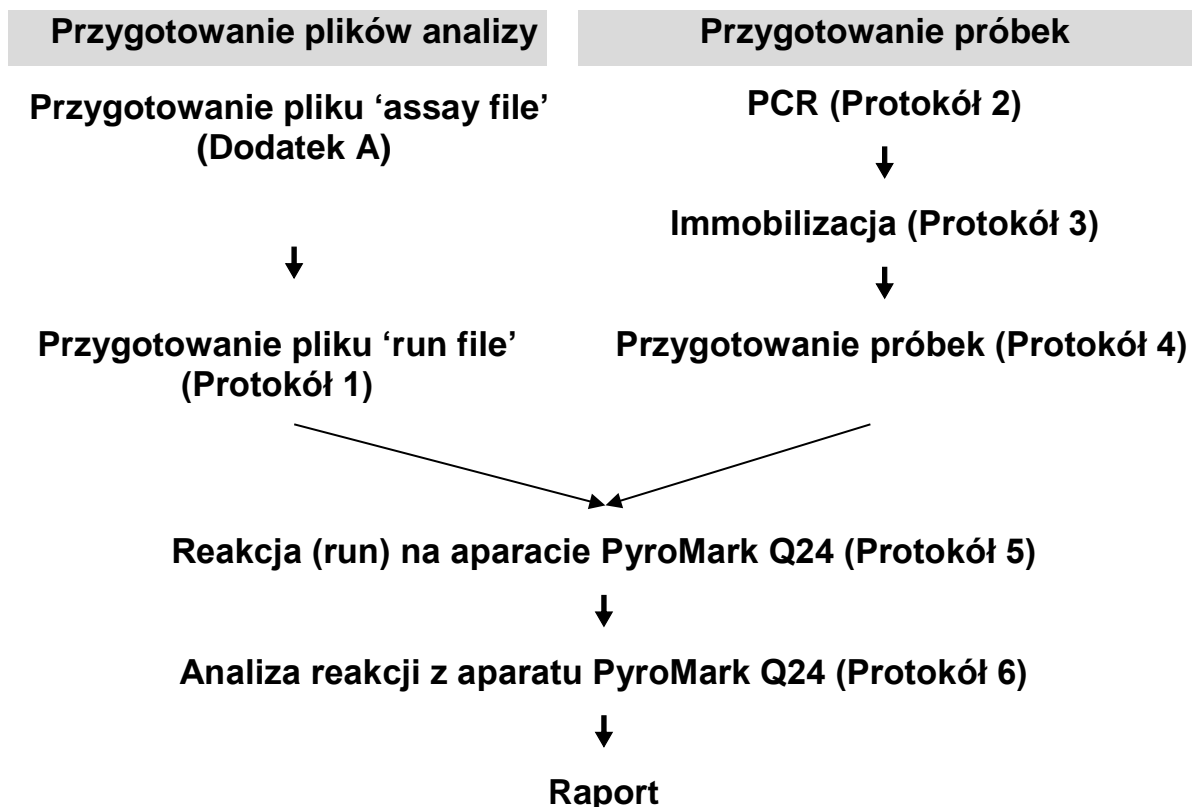 Przygotowanie plików analizy
Przygotowanie próbek
Przygotowanie pliku ‘assay file’
(Dodatek A)
PCR (Protokół 2)
Immobilizacja (Protokół 3)
Przygotowanie pliku ‘run file’
(Protokół 1)
Przygotowanie próbek (Protokół 4)
Reakcja (run) na aparacie PyroMark Q24 (Protokół 5)
Analiza reakcji z aparatu PyroMark Q24 (Protokół 6)
Raport